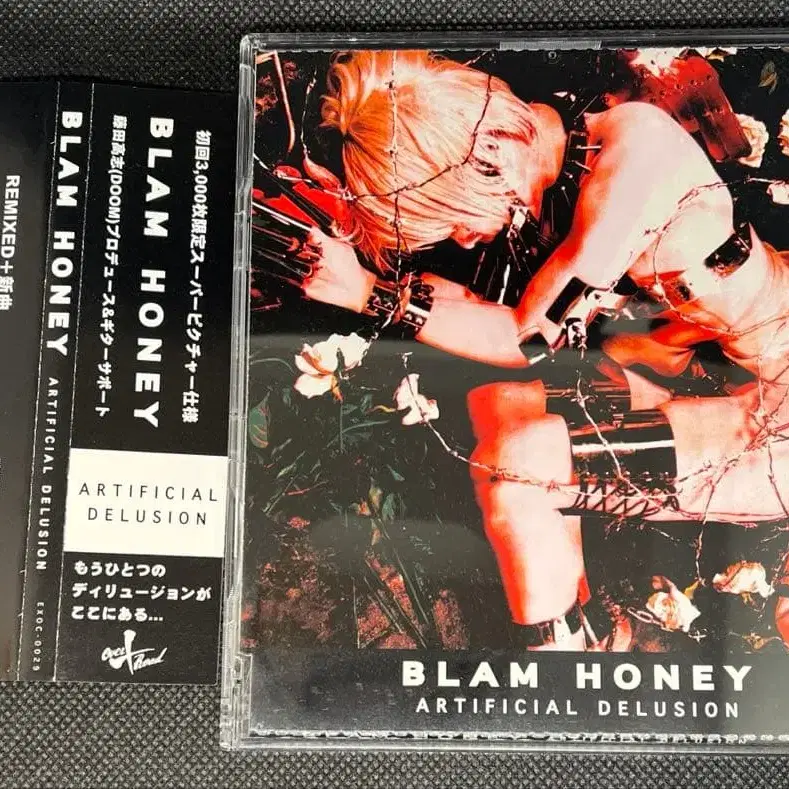 REMIXED+新曲
BLAM HONEY ARTIFICIAL DELUSION EXOC-0029
初回3,000枚限定スーパーピクチャー仕様
BLAM HONEY
藤田高志(DOOM)プロデュース&ギターサポート
ARTIFICIAL
DELUSION
もうひとつの
ディリュージョンが
ここにある…
BLAM HONEY
ARTIFICIAL DELUSION